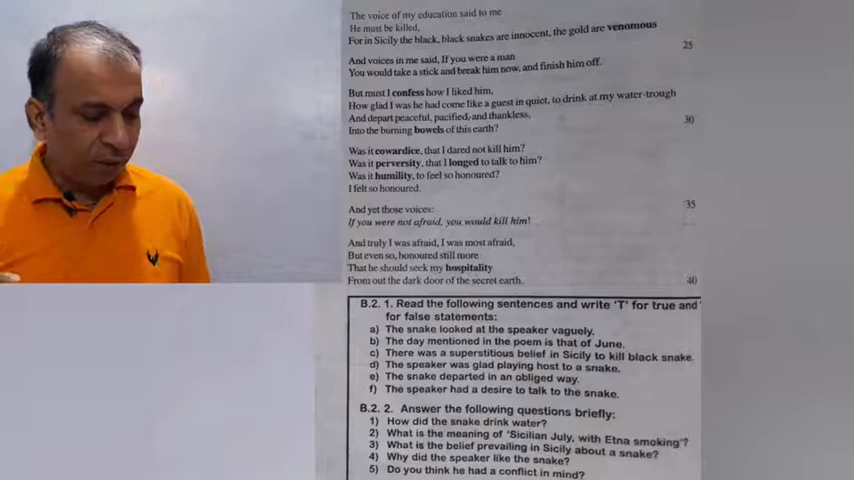 The voice of my education said to me
He must be killed,
For in Sicily the black, black snakes are innocent, the gold are venomous
25
And voices in me said, If you were a man
You would take a stick and break him now, and finish him off.
But must I confess how I liked him,
How glad I was he had come like a guest in quiet, to drink at my water-trough
And depart peaceful, pacified, and thankless,
30
Into the burning bowels of this earth?
Was it cowardice, that I dared not kill him?
Was it perversity, that I longed to talk to him?
Was it humility, to feel so honoured?
I felt so honoured.
35
And yet those voices:
If you were not afraid, you would kill him!
And truly I was afraid, I was most afraid,
But even so, honoured still more
That he should seek my hospitality
From out the dark door of the secret earth.
40
B.2. 1. Read the following sentences and write 'T' for true and
for false statements:
a) The snake looked at the speaker vaguely.
b) The day mentioned in the poem is that of June.
c) There was a superstitious belief in Sicily to kill black snake.
d) The speaker was glad playing host to a snake.
e) The snake departed in an obliged way.
f) The speaker had a desire to talk to the snake.
B.2. 2. Answer the following questions briefly:
1) How did the snake drink water?
2) What is the meaning of 'Sicilian July, with Etna smoking'?
3) What is the belief prevailing in Sicily about a snake?
4) Why did the speaker like the snake?
5) Do you think he had a conflict in mind?